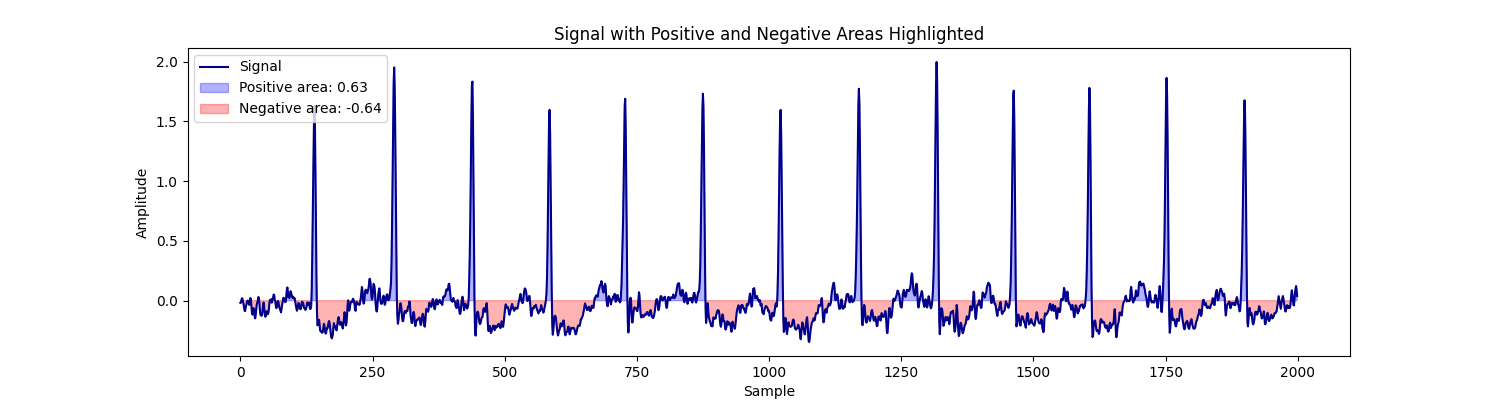 Signal with Positive and Negative Areas Highlighted
Signal
Positive area: 0.63
Negative area: -0.64
Amplitude
2.0
1.5
1.0
0.5
0.0
0 250 500 750 1000 1250 1500 1750 2000
Sample